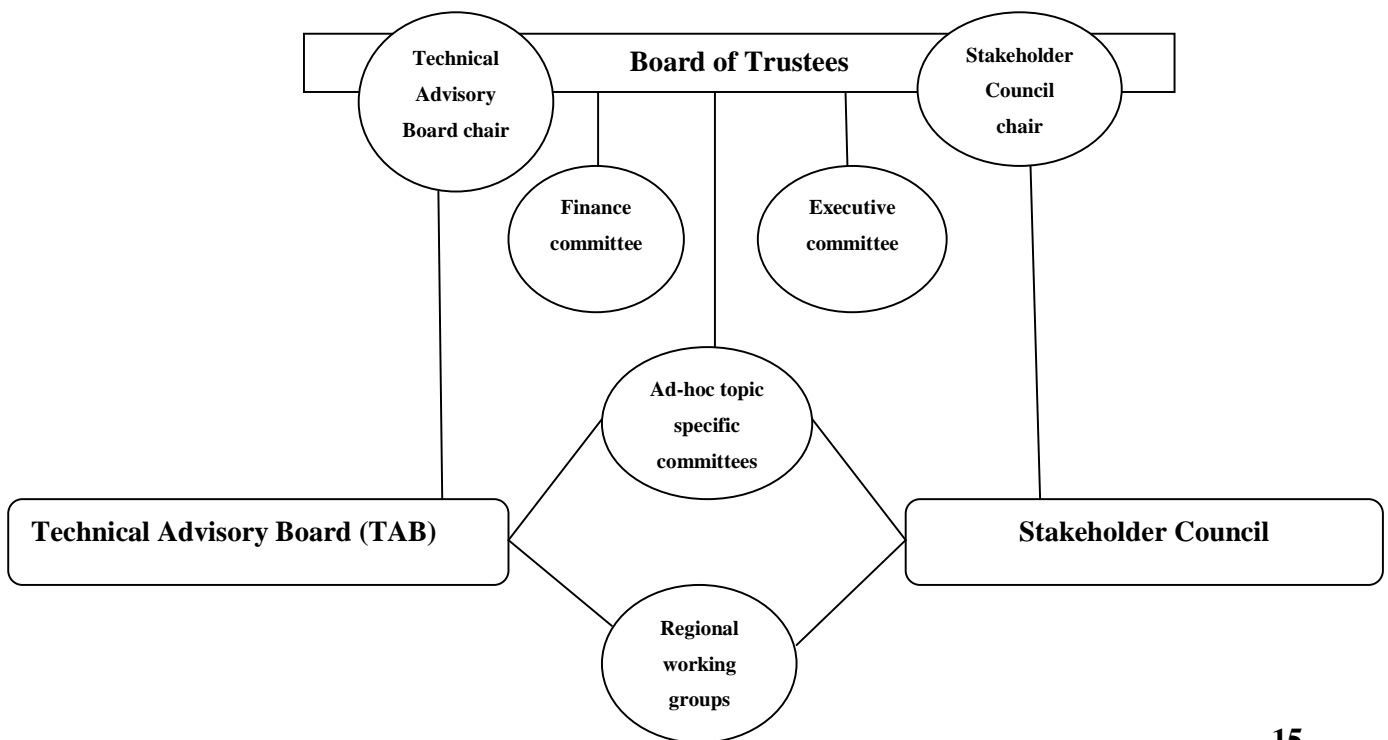 Technical
Advisory
Board chair
Board of Trustees
Stakeholder
Council
chair
Finance
committee
Executive
committee
Ad-hoc topic
specific
committees
Technical Advisory Board (TAB)
Stakeholder Council
Regional
working
groups
15